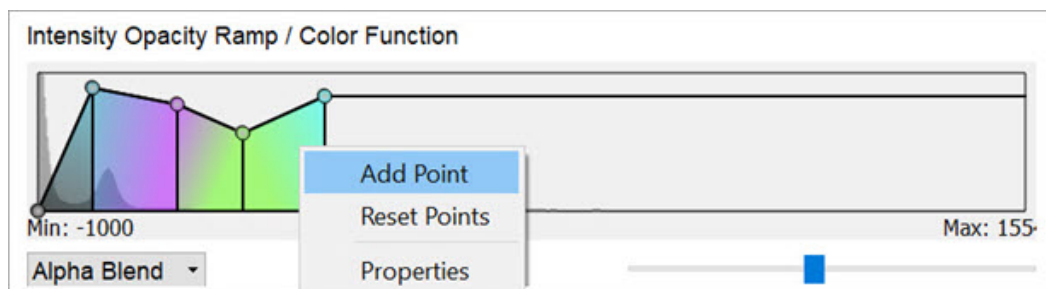 Intensity Opacity Ramp / Color Function
Add Point
Reset Points
Min: -1000
Max: 155
Alpha Blend
Properties